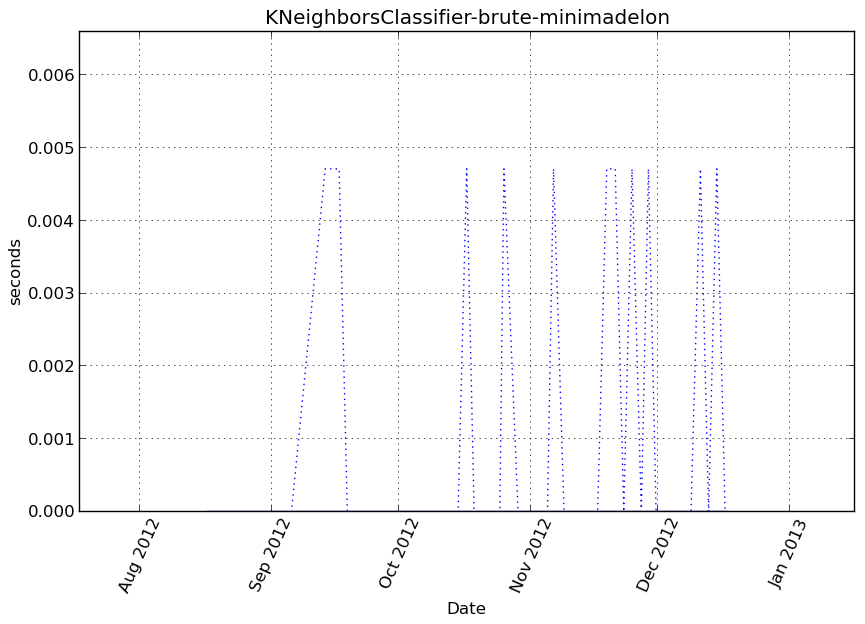 KNeighborsClassifier-brute-minimadelon
0.006
0.005
0.004
0.003
0.002
0.001
0.000
seconds
Aug 2012
Sep 2012
Oct 2012
Nov 2012
Dec 2012
Jan 2013
Date